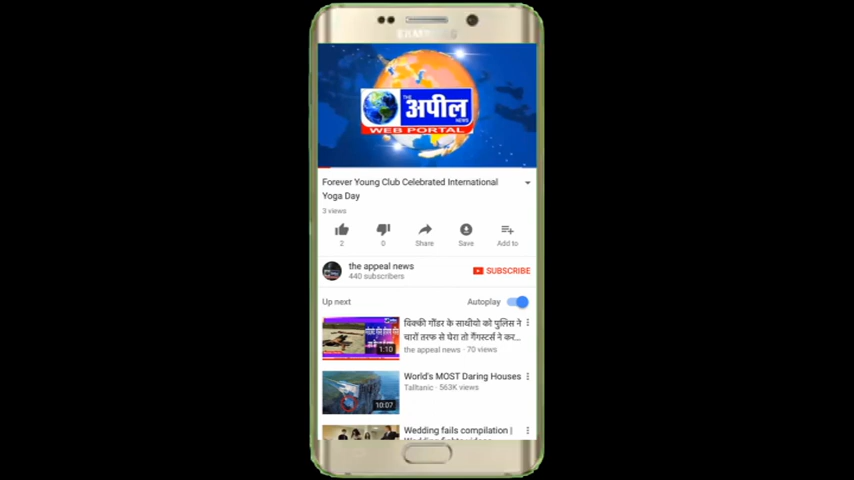 SAMSUNG
THE
अपील
NEWS
WEB PORTAL
Forever Young Club Celebrated International
Yoga Day
3 views
2
0
Share
Save
Add to
the appeal news
440 subscribers
SUBSCRIBE
Up next
Autoplay
विक्की गौंडर के साथीयो को पुलिस ने
चारों तरफ से घेरा तो गैंगस्टर्स ने कर...
the appeal news · 70 views
1:10
World's MOST Daring Houses
Talltanic · 563K views
10:07
Wedding fails compilation |